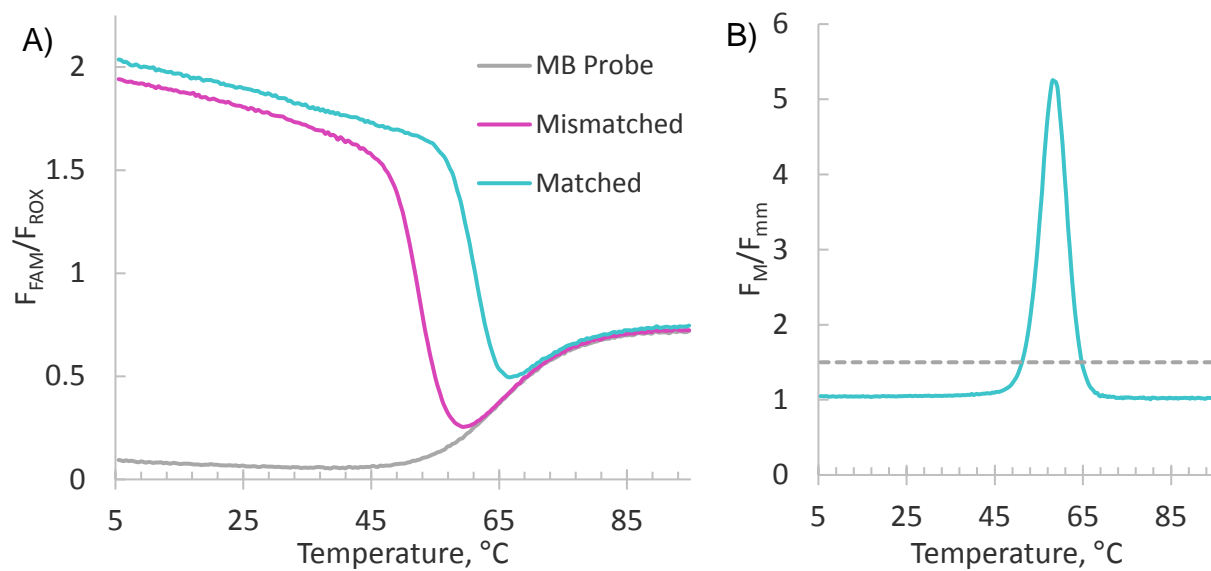 A)
F_FAM/F_ROX
2
1.5
1
0.5
0
MB Probe
Mismatched
Matched
5 25 45 65 85
Temperature, °C
B)
F_M/F_mm
6
5
4
3
2
1
0
5 25 45 65 85
Temperature, °C